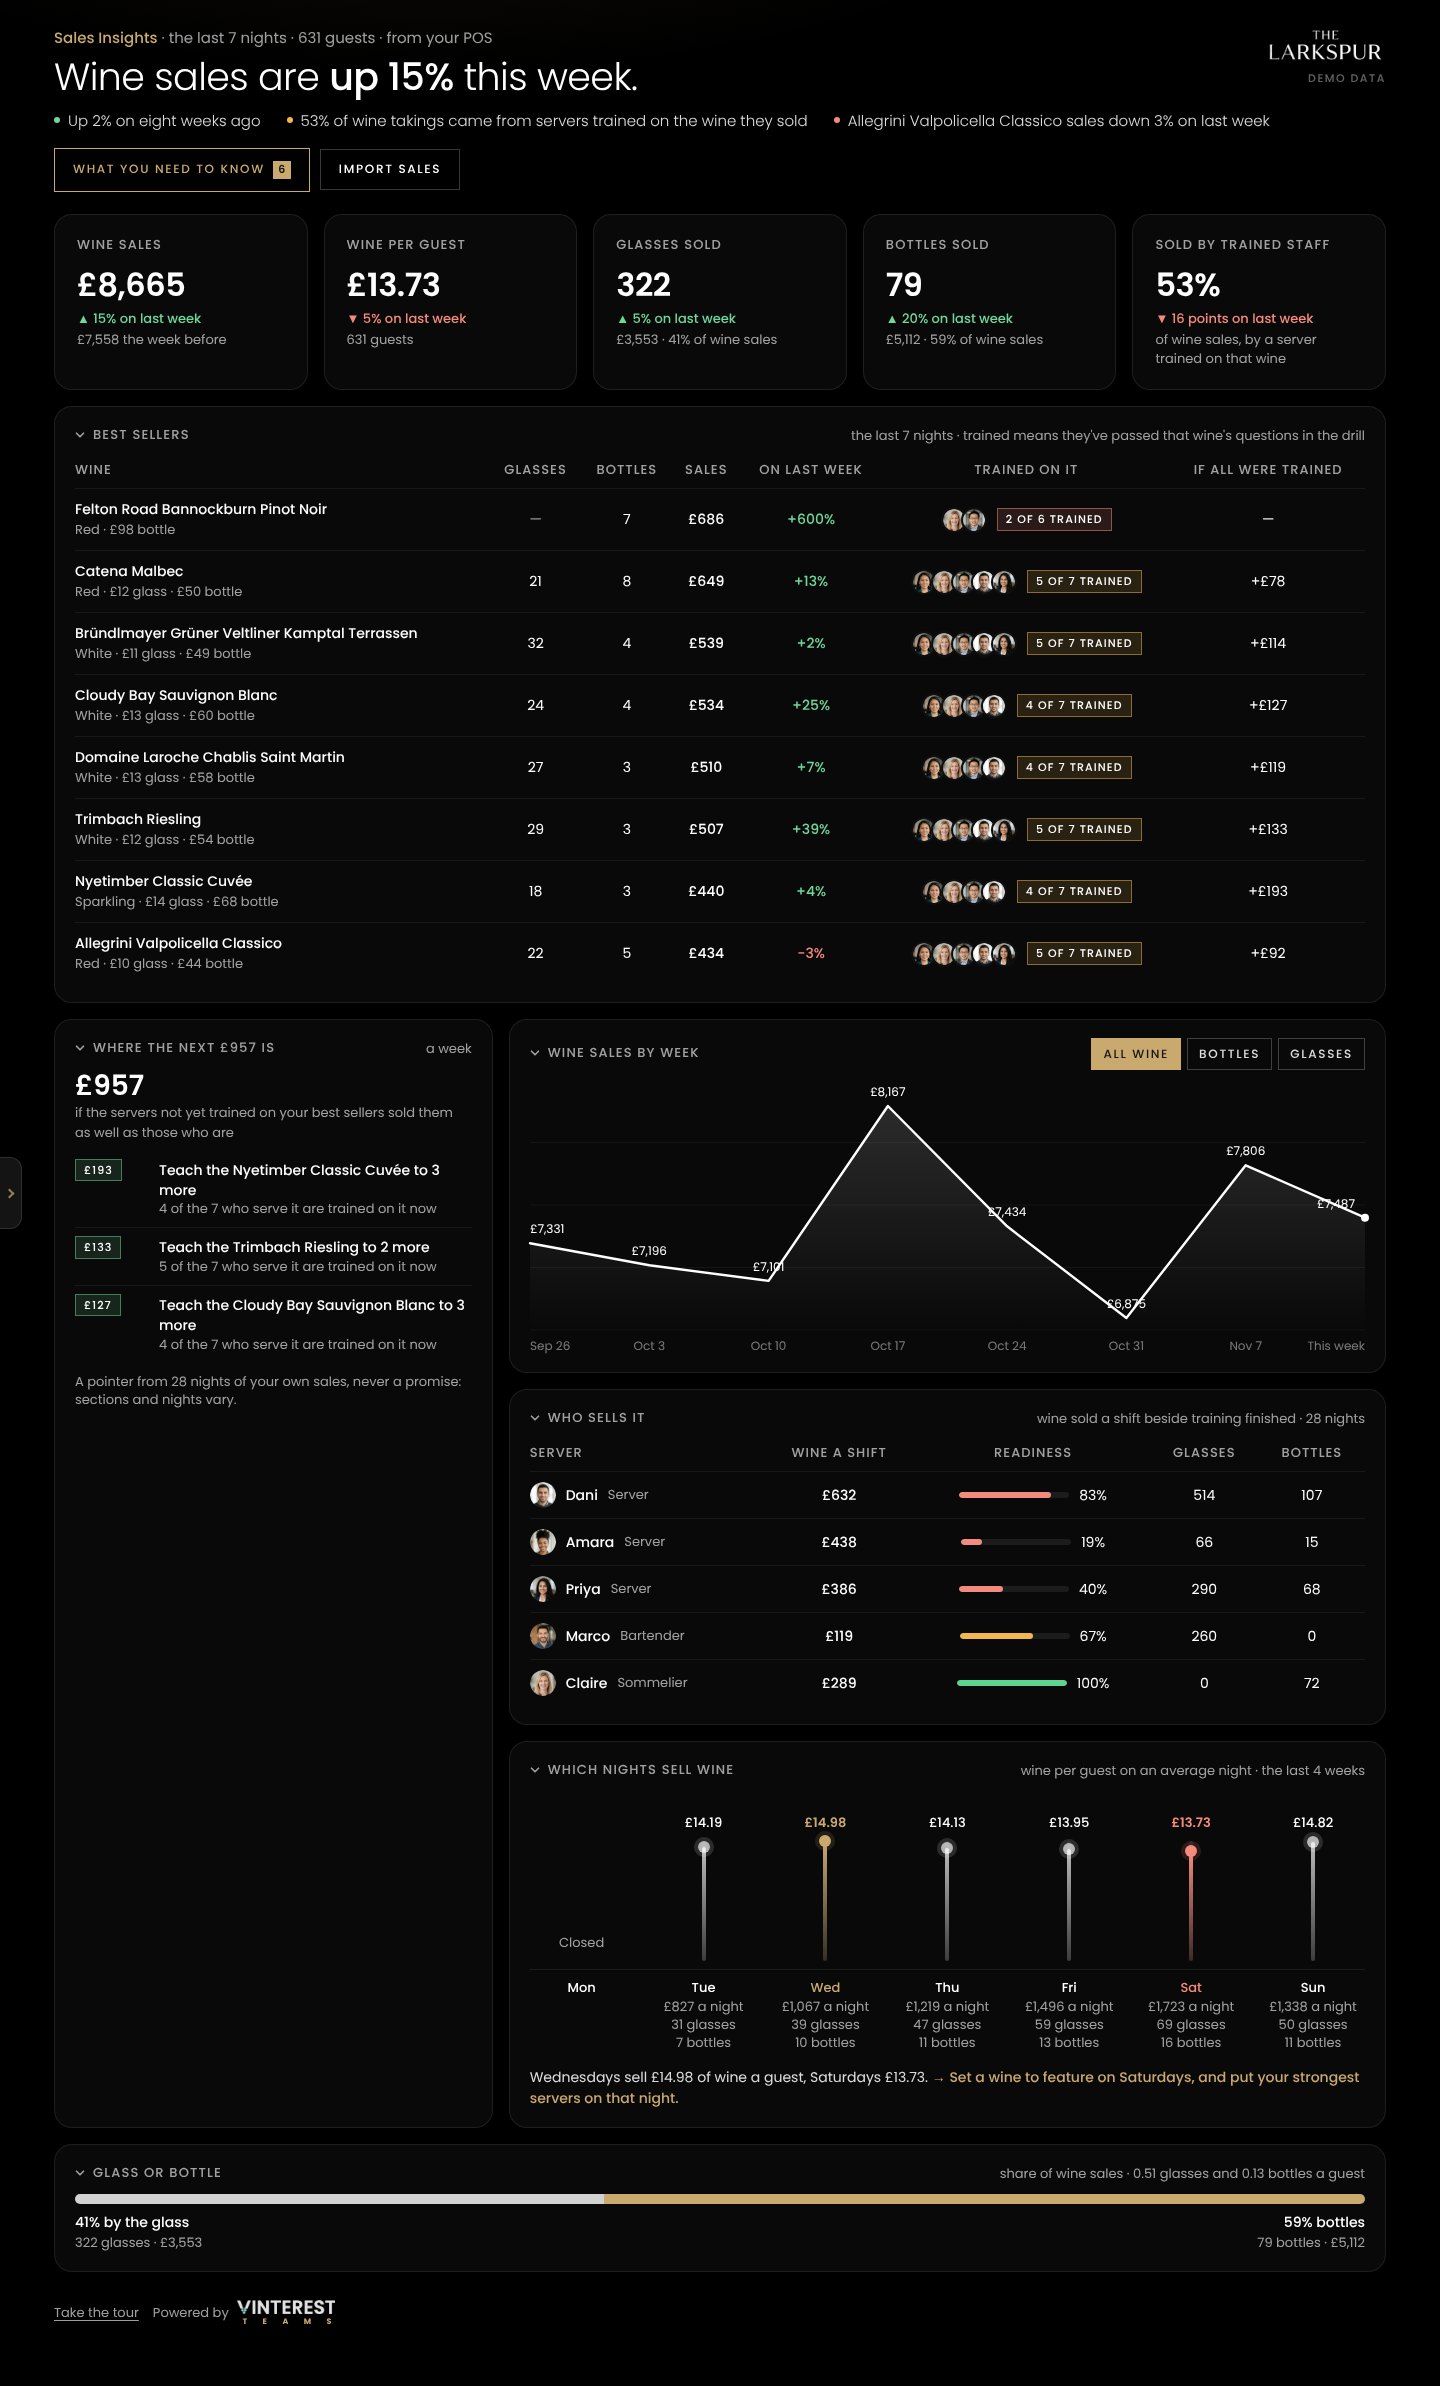 Sales Insights · the last 7 nights · 631 guests · from your POS
THE
LARKSPUR
DEMO DATA
Wine sales are up 15% this week.
Up 2% on eight weeks ago
53% of wine takings came from servers trained on the wine they sold
Allegrini Valpolicella Classico sales down 3% on last week
WHAT YOU NEED TO KNOW 6
IMPORT SALES
WINE SALES
£8,665
▲ 15% on last week
£7,558 the week before
WINE PER GUEST
£13.73
▼ 5% on last week
631 guests
GLASSES SOLD
322
▲ 5% on last week
£3,553 · 41% of wine sales
BOTTLES SOLD
79
▲ 20% on last week
£5,112 · 59% of wine sales
SOLD BY TRAINED STAFF
53%
▼ 16 points on last week
of wine sales, by a server
trained on that wine
BEST SELLERS
the last 7 nights · trained means they've passed that wine's questions in the drill
WINE GLASSES BOTTLES SALES ON LAST WEEK TRAINED ON IT IF ALL WERE TRAINED
Felton Road Bannockburn Pinot Noir
Red · £98 bottle
— 7 £686 +600% 2 OF 6 TRAINED —
Catena Malbec
Red · £12 glass · £50 bottle
21 8 £649 +13% 5 OF 7 TRAINED +£78
Bründlmayer Grüner Veltliner Kamptal Terrassen
White · £11 glass · £49 bottle
32 4 £539 +2% 5 OF 7 TRAINED +£114
Cloudy Bay Sauvignon Blanc
White · £13 glass · £60 bottle
24 4 £534 +25% 4 OF 7 TRAINED +£127
Domaine Laroche Chablis Saint Martin
White · £13 glass · £58 bottle
27 3 £510 +7% 4 OF 7 TRAINED +£119
Trimbach Riesling
White · £12 glass · £54 bottle
29 3 £507 +39% 5 OF 7 TRAINED +£133
Nyetimber Classic Cuvée
Sparkling · £14 glass · £68 bottle
18 3 £440 +4% 4 OF 7 TRAINED +£193
Allegrini Valpolicella Classico
Red · £10 glass · £44 bottle
22 5 £434 -3% 5 OF 7 TRAINED +£92
WHERE THE NEXT £957 IS
a week
£957
if the servers not yet trained on your best sellers sold them
as well as those who are
£193
Teach the Nyetimber Classic Cuvée to 3
more
4 of the 7 who serve it are trained on it now
£133
Teach the Trimbach Riesling to 2 more
5 of the 7 who serve it are trained on it now
£127
Teach the Cloudy Bay Sauvignon Blanc to 3
more
4 of the 7 who serve it are trained on it now
A pointer from 28 nights of your own sales, never a promise:
sections and nights vary.
WINE SALES BY WEEK
ALL WINE BOTTLES GLASSES
£7,331 £7,196 £7,101 £8,167 £7,434 £6,875 £7,806 £7,487
Sep 26 Oct 3 Oct 10 Oct 17 Oct 24 Oct 31 Nov 7 This week
WHO SELLS IT
wine sold a shift beside training finished · 28 nights
SERVER WINE A SHIFT READINESS GLASSES BOTTLES
Dani Server £632 83% 514 107
Amara Server £438 19% 66 15
Priya Server £386 40% 290 68
Marco Bartender £119 67% 260 0
Claire Sommelier £289 100% 0 72
WHICH NIGHTS SELL WINE
wine per guest on an average night · the last 4 weeks
£14.19 £14.98 £14.13 £13.95 £13.73 £14.82
Closed
Mon Tue Wed Thu Fri Sat Sun
£827 a night £1,067 a night £1,219 a night £1,496 a night £1,723 a night £1,338 a night
31 glasses 39 glasses 47 glasses 59 glasses 69 glasses 50 glasses
7 bottles 10 bottles 11 bottles 13 bottles 16 bottles 11 bottles
Wednesdays sell £14.98 of wine a guest, Saturdays £13.73. → Set a wine to feature on Saturdays, and put your strongest
servers on that night.
GLASS OR BOTTLE
share of wine sales · 0.51 glasses and 0.13 bottles a guest
41% by the glass
59% bottles
322 glasses · £3,553
79 bottles · £5,112
Take the tour
Powered by VINTEREST
TEAMS